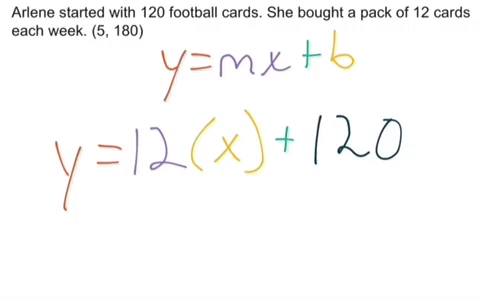 Arlene started with 120 football cards. She bought a pack of 12 cards
each week. (5, 180)
y=mx+b
y=12(x)+120